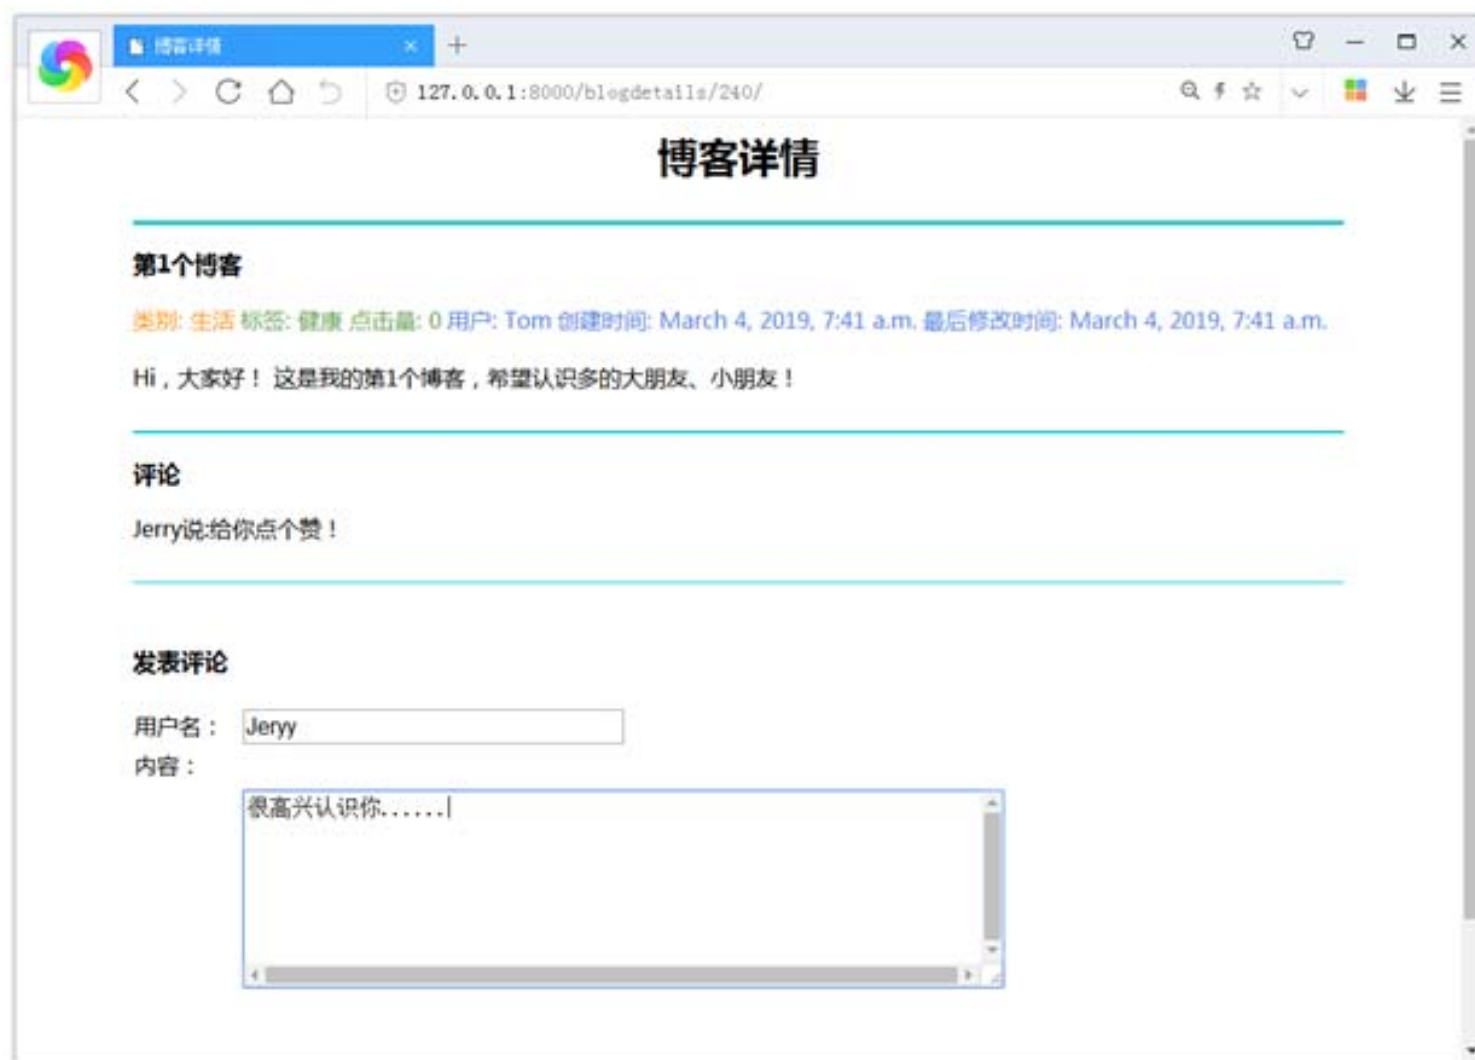 博客详情
127.0.0.1:8000/blogdetails/240/
博客详情
第1个博客
类别: 生活 标签: 健康 点击量: 0 用户: Tom 创建时间: March 4, 2019, 7:41 a.m. 最后修改时间: March 4, 2019, 7:41 a.m.
Hi，大家好！ 这是我的第1个博客，希望认识多的大朋友、小朋友！
评论
Jerry说:给你点个赞！
发表评论
用户名： Jeryy
内容：
很高兴认识你......